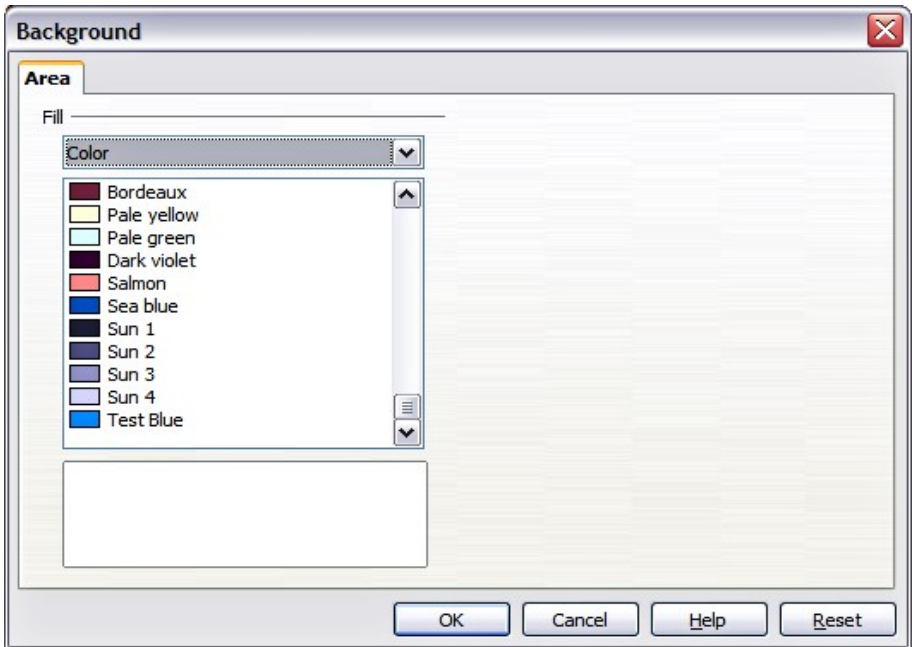 Background
Area
Fill
Color
Bordeaux
Pale yellow
Pale green
Dark violet
Salmon
Sea blue
Sun 1
Sun 2
Sun 3
Sun 4
Test Blue
OK Cancel Help Reset